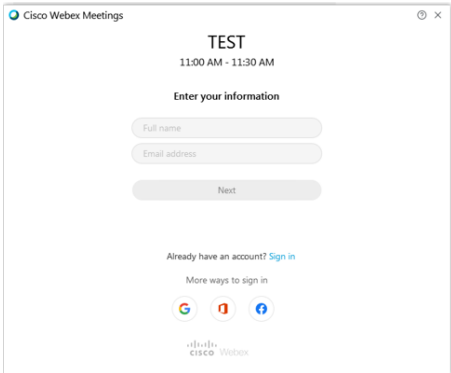 Cisco Webex Meetings
TEST
11:00 AM - 11:30 AM
Enter your information
Full name
Email address
Next
Already have an account? Sign in
More ways to sign in
CISCO Webex